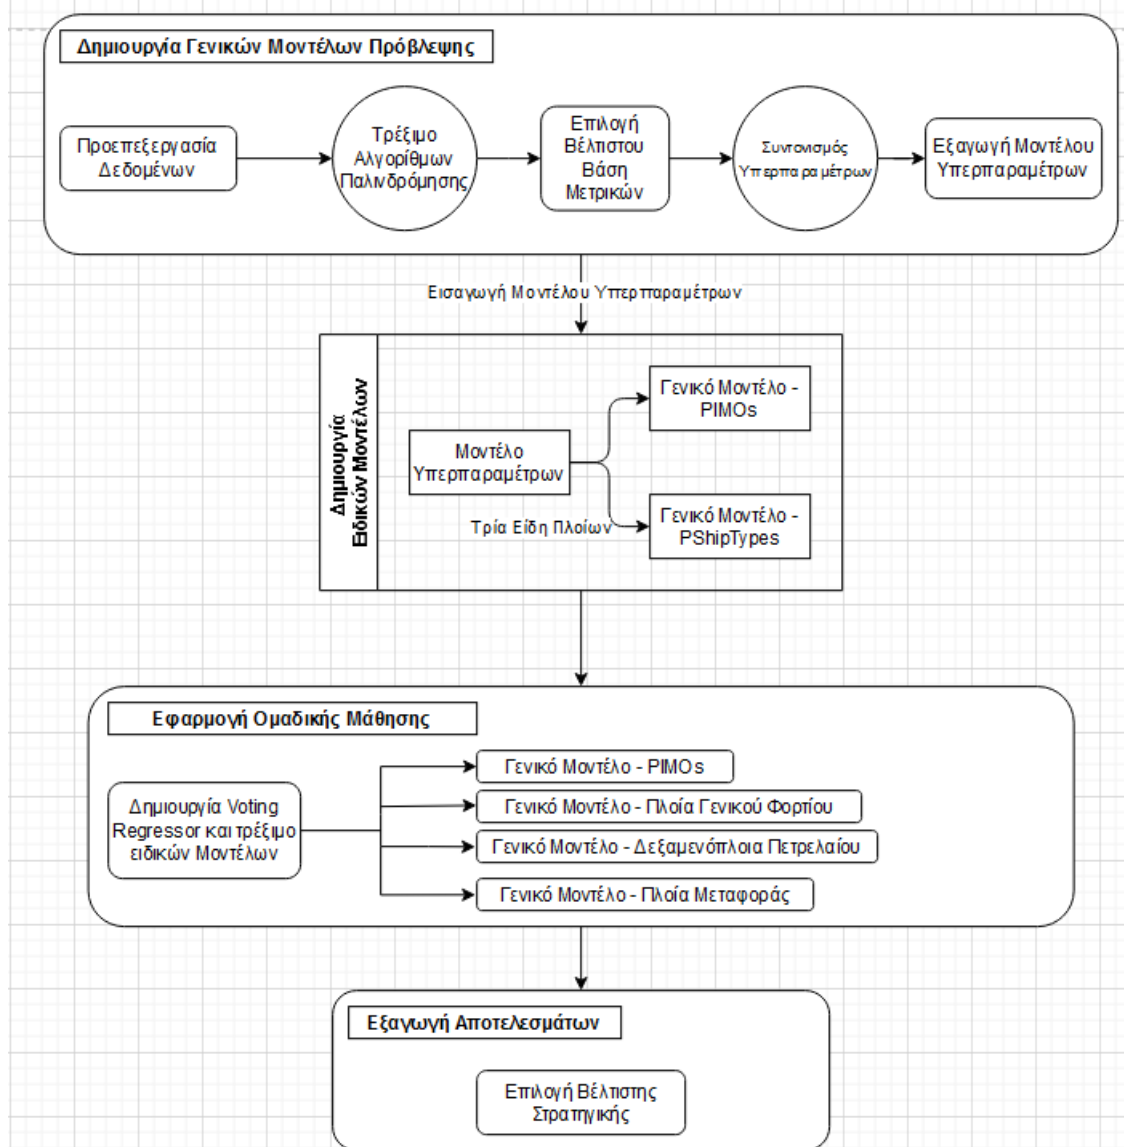 Δημιουργία Γενικών Μοντέλων Πρόβλεψης
Προεπεξεργασία
Δεδομένων
Τρέξιμο
Αλγορίθμων
Παλινδρόμησης
Επιλογή
Βέλτιστου
Βάση
Μετρικών
Συντονισμός
Υπερπαραμέτρων
Εξαγωγή Μοντέλου
Υπερπαραμέτρων
Εισαγωγή Μοντέλου Υπερπαραμέτρων
Δημιουργία
Ειδικών Μοντέλων
Μοντέλο
Υπερπαραμέτρων
Γενικό Μοντέλο -
PIMOs
Τρία Είδη Πλοίων
Γενικό Μοντέλο -
PShipTypes
Εφαρμογή Ομαδικής Μάθησης
Δημιουργία Voting
Regressor και τρέξιμο
ειδικών Μοντέλων
Γενικό Μοντέλο - PIMOs
Γενικό Μοντέλο - Πλοία Γενικού Φορτίου
Γενικό Μοντέλο - Δεξαμενόπλοια Πετρελαίου
Γενικό Μοντέλο - Πλοία Μεταφοράς
Εξαγωγή Αποτελεσμάτων
Επιλογή Βέλτιστης
Στρατηγικής